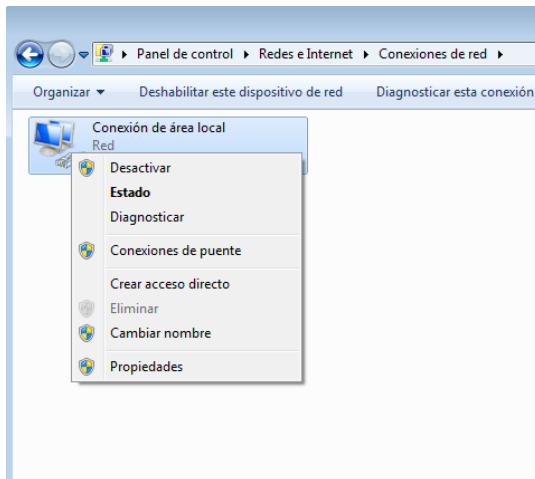 Panel de control Redes e Internet Conexiones de red
Organizar Deshabilitar este dispositivo de red Diagnosticar esta conexión
Conexión de área local
Red
Desactivar
Estado
Diagnosticar
Conexiones de puente
Crear acceso directo
Eliminar
Cambiar nombre
Propiedades